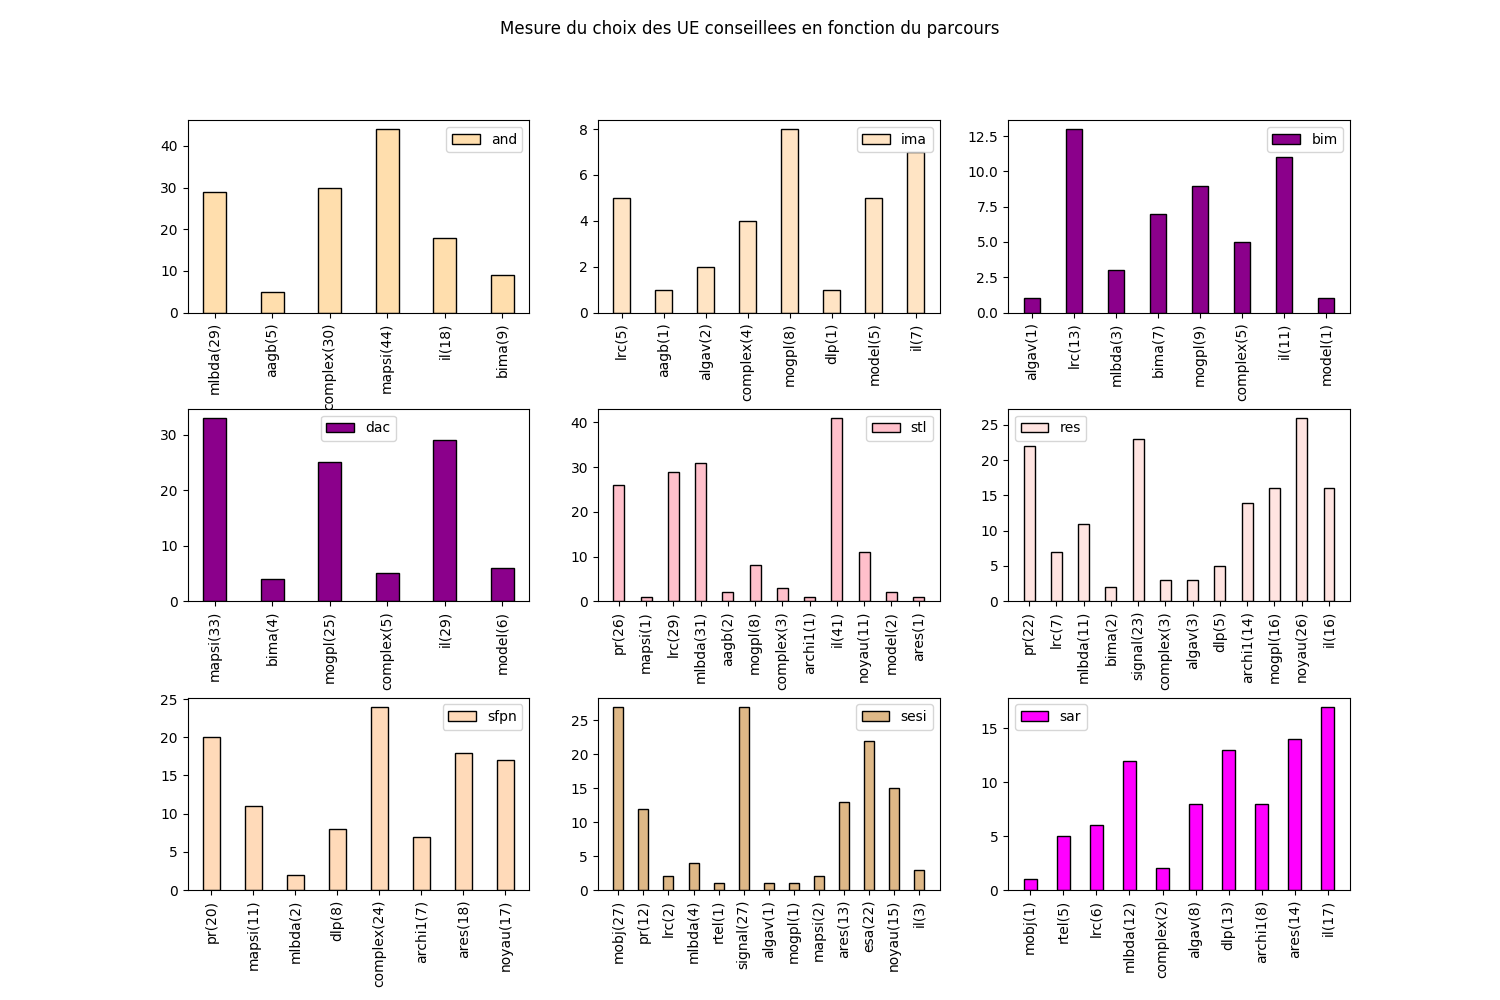 Mesure du choix des UE conseillees en fonction du parcours
and
40
30
20
10
0
mlbda(29)
aagb(5)
complex(30)
mapsi(44)
il(18)
bima(9)
ima
8
6
4
2
0
lrc(5)
aagb(1)
algav(2)
complex(4)
mogpl(8)
dlp(1)
model(5)
il(7)
bim
12.5
10.0
7.5
5.0
2.5
0.0
algav(1)
lrc(13)
mlbda(3)
bima(7)
mogpl(9)
complex(5)
il(11)
model(1)
dac
30
20
10
0
mapsi(33)
bima(4)
mogpl(25)
complex(5)
il(29)
model(6)
stl
40
30
20
10
0
pr(26)
mapsi(1)
lrc(29)
mlbda(31)
aagb(2)
mogpl(8)
complex(3)
archi1(1)
il(41)
noyau(11)
model(2)
ares(1)
res
25
20
15
10
5
0
pr(22)
lrc(7)
mlbda(11)
bima(2)
signal(23)
complex(3)
algav(3)
dlp(5)
archi1(14)
mogpl(16)
noyau(26)
il(16)
sfpn
25
20
15
10
5
0
pr(20)
mapsi(11)
mlbda(2)
dlp(8)
complex(24)
archi1(7)
ares(18)
noyau(17)
sesi
25
20
15
10
5
0
mobj(27)
pr(12)
lrc(2)
mlbda(4)
rtel(1)
signal(27)
algav(1)
mogpl(1)
mapsi(2)
ares(13)
esa(22)
noyau(15)
il(3)
sar
15
10
5
0
mobj(1)
rtel(5)
lrc(6)
mlbda(12)
complex(2)
algav(8)
dlp(13)
archi1(8)
ares(14)
il(17)